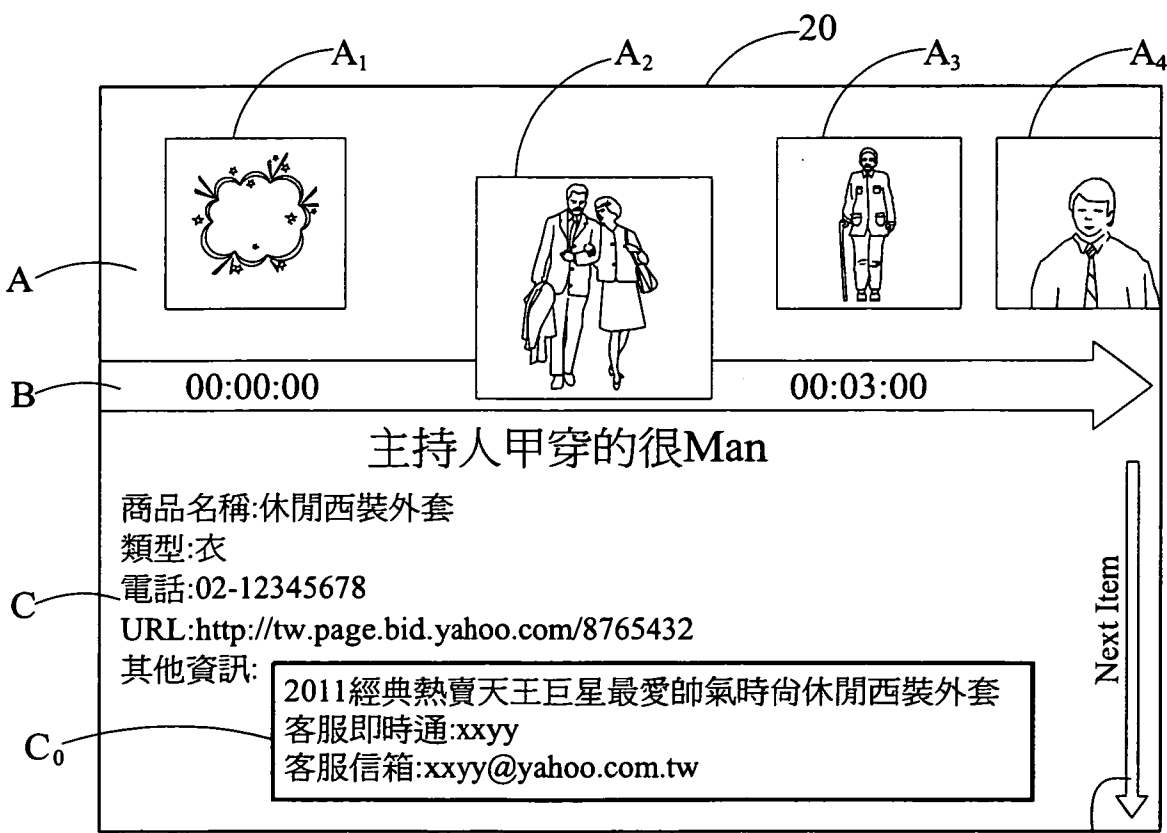 20
A₁
A₂
A₃
A₄
A
B
00:00:00
00:03:00
主持人甲穿的很Man
商品名稱:休閒西裝外套
類型:衣
電話:02-12345678
C
URL:http://tw.page.bid.yahoo.com/8765432
其他資訊:
2011經典熱賣天王巨星最愛帥氣時尚休閒西裝外套
客服即時通:xxyy
客服信箱:xxyy@yahoo.com.tw
C₀
Next Item